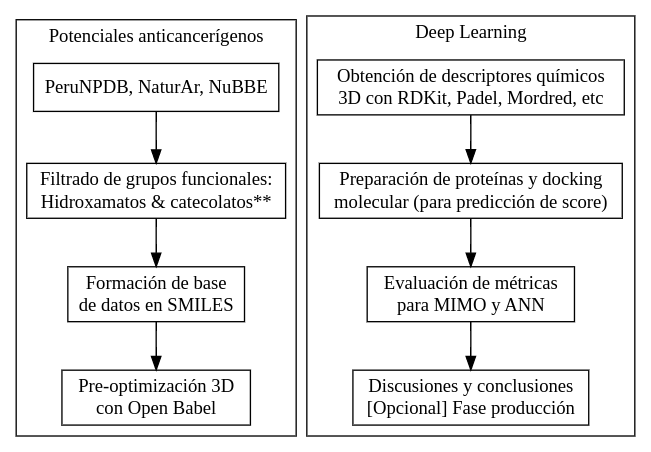 Potenciales anticancerígenos
PeruNPDB, NaturAr, NuBBE
Filtrado de grupos funcionales:
Hidroxamatos & catecolatos**
Formación de base
de datos en SMILES
Pre-optimización 3D
con Open Babel
Deep Learning
Obtención de descriptores químicos
3D con RDKit, Padel, Mordred, etc
Preparación de proteínas y docking
molecular (para predicción de score)
Evaluación de métricas
para MIMO y ANN
Discusiones y conclusiones
[Opcional] Fase producción